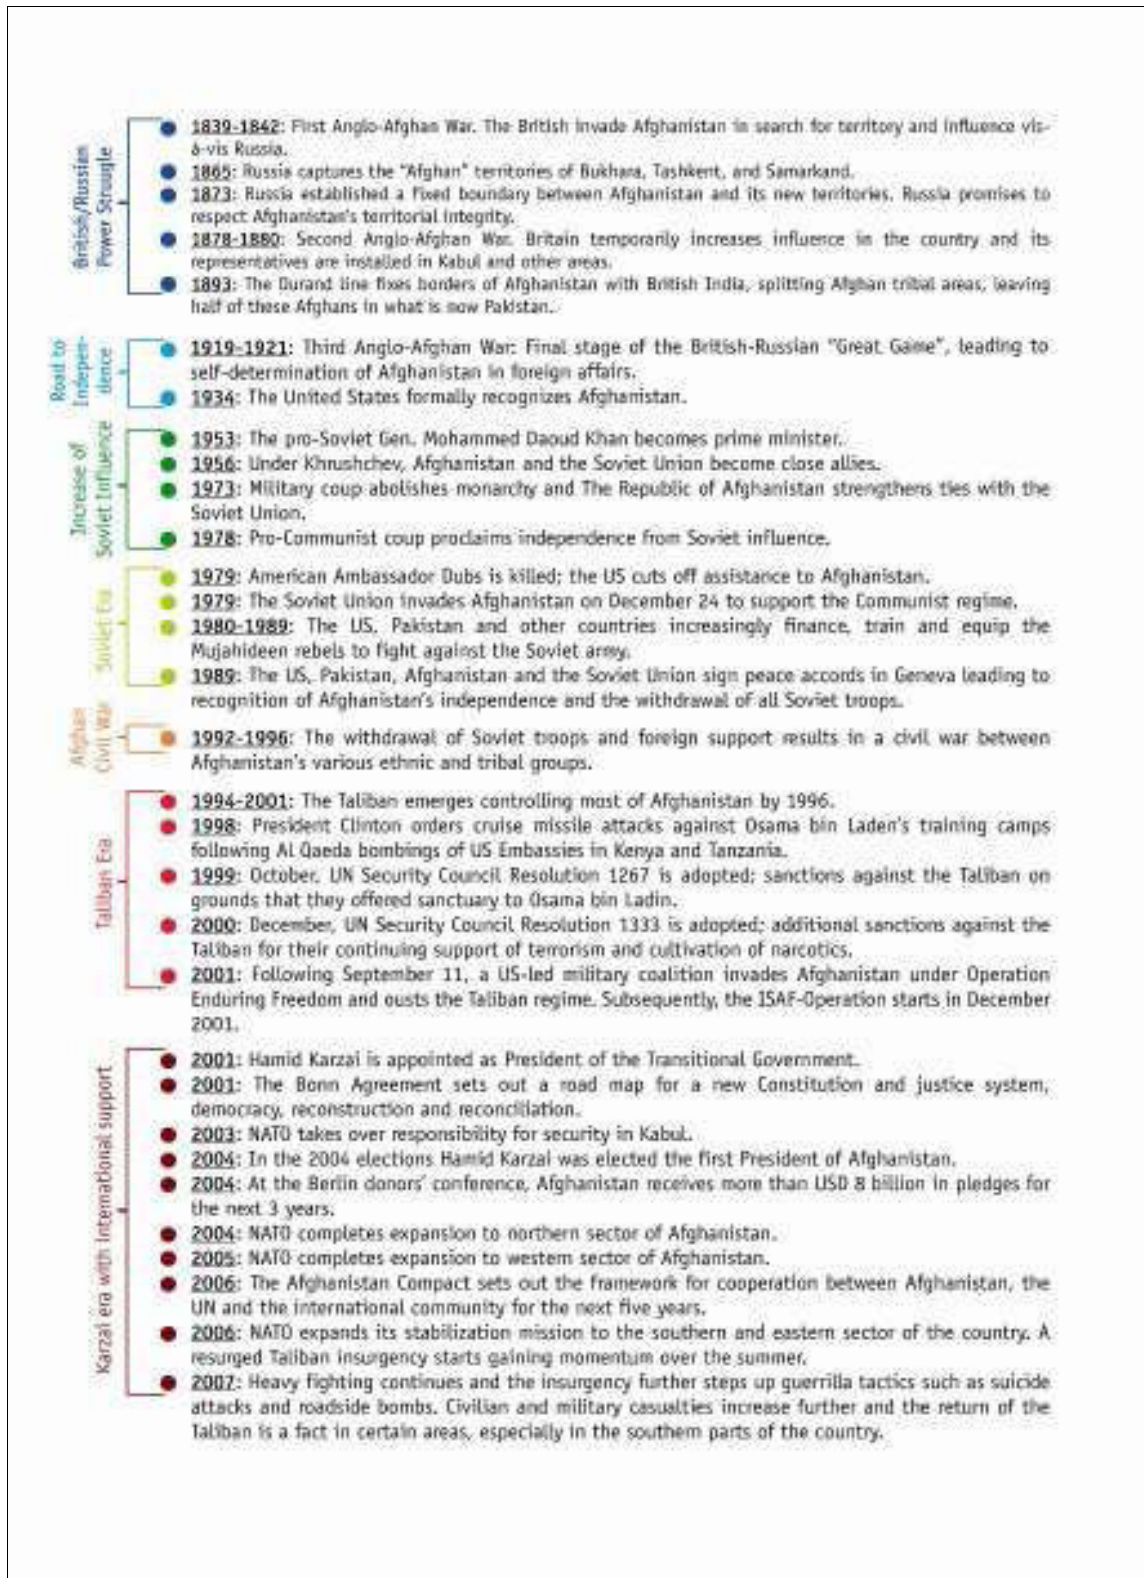 British/Russian
Power Struugle
1839-1842: First Anglo-Afghan War. The British invade Afghanistan in search for territory and influence vis-
à-vis Russia.
1865: Russia captures the "Afghan" territories of Bukhara, Tashkent, and Samarkand.
1873: Russia established a fixed boundary between Afghanistan and its new territories. Russia promises to
respect Afghanistan's territorial integrity.
1878-1880: Second Anglo-Afghan War. Britain temporarily increases influence in the country and its
representatives are installed in Kabul and other areas.
1893: The Durand line fixes borders of Afghanistan with British India, splitting Afghan tribal areas, leaving
half of these Afghans in what is now Pakistan.
Road to
Indepen-
dence
1919-1921: Third Anglo-Afghan War: Final stage of the British-Russian "Great Game", leading to
self-determination of Afghanistan in foreign affairs.
1934: The United States formally recognizes Afghanistan.
Increase of
Soviet Influence
1953: The pro-Soviet Gen. Mohammed Daoud Khan becomes prime minister.
1956: Under Khrushchev, Afghanistan and the Soviet Union become close allies.
1973: Military coup abolishes monarchy and The Republic of Afghanistan strengthens ties with the
Soviet Union.
1978: Pro-Communist coup proclaims independence from Soviet influence.
Soviet Era
1979: American Ambassador Dubs is killed; the US cuts off assistance to Afghanistan.
1979: The Soviet Union invades Afghanistan on December 24 to support the Communist regime.
1980-1989: The US, Pakistan and other countries increasingly finance, train and equip the
Mujahideen rebels to fight against the Soviet army.
1989: The US, Pakistan, Afghanistan and the Soviet Union sign peace accords in Geneva leading to
recognition of Afghanistan's independence and the withdrawal of all Soviet troops.
Afghan
Civil War
1992-1996: The withdrawal of Soviet troops and foreign support results in a civil war between
Afghanistan's various ethnic and tribal groups.
Taliban Era
1994-2001: The Taliban emerges controlling most of Afghanistan by 1996.
1998: President Clinton orders cruise missile attacks against Osama bin Laden's training camps
following Al Qaeda bombings of US Embassies in Kenya and Tanzania.
1999: October, UN Security Council Resolution 1267 is adopted; sanctions against the Taliban on
grounds that they offered sanctuary to Osama bin Ladin.
2000: December, UN Security Council Resolution 1333 is adopted; additional sanctions against the
Taliban for their continuing support of terrorism and cultivation of narcotics.
2001: Following September 11, a US-led military coalition invades Afghanistan under Operation
Enduring Freedom and ousts the Taliban regime. Subsequently, the ISAF-Operation starts in December
2001.
Karzai era with international support
2001: Hamid Karzai is appointed as President of the Transitional Government.
2001: The Bonn Agreement sets out a road map for a new Constitution and justice system,
democracy, reconstruction and reconciliation.
2003: NATO takes over responsibility for security in Kabul.
2004: In the 2004 elections Hamid Karzai was elected the first President of Afghanistan.
2004: At the Berlin donors' conference, Afghanistan receives more than USD 8 billion in pledges for
the next 3 years.
2004: NATO completes expansion to northern sector of Afghanistan.
2005: NATO completes expansion to western sector of Afghanistan.
2006: The Afghanistan Compact sets out the framework for cooperation between Afghanistan, the
UN and the international community for the next five years.
2006: NATO expands its stabilization mission to the southern and eastern sector of the country. A
resurged Taliban insurgency starts gaining momentum over the summer.
2007: Heavy fighting continues and the insurgency further steps up guerrilla tactics such as suicide
attacks and roadside bombs. Civilian and military casualties increase further and the return of the
Taliban is a fact in certain areas, especially in the southern parts of the country.